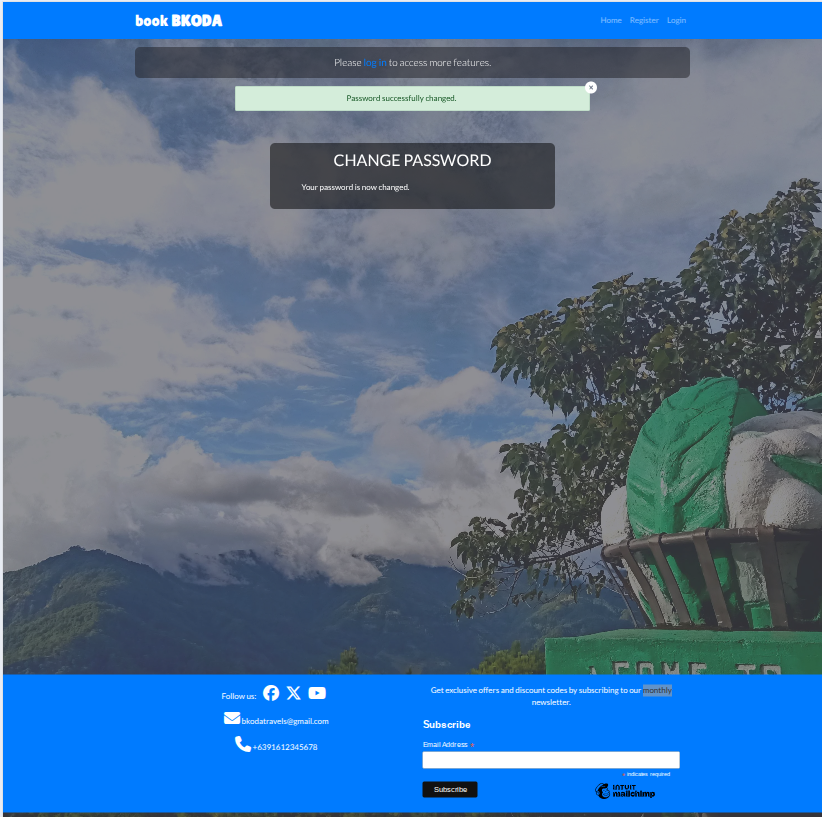 book BKODA
Home Register Login
Please log in to access more features.
Password successfully changed.
×
CHANGE PASSWORD
Your password is now changed.
Follow us:
bkodatravels@gmail.com
+6391612345678
Get exclusive offers and discount codes by subscribing to our monthly
newsletter.
Subscribe
Email Address *
* indicates required
Subscribe
INTUIT
mailchimp